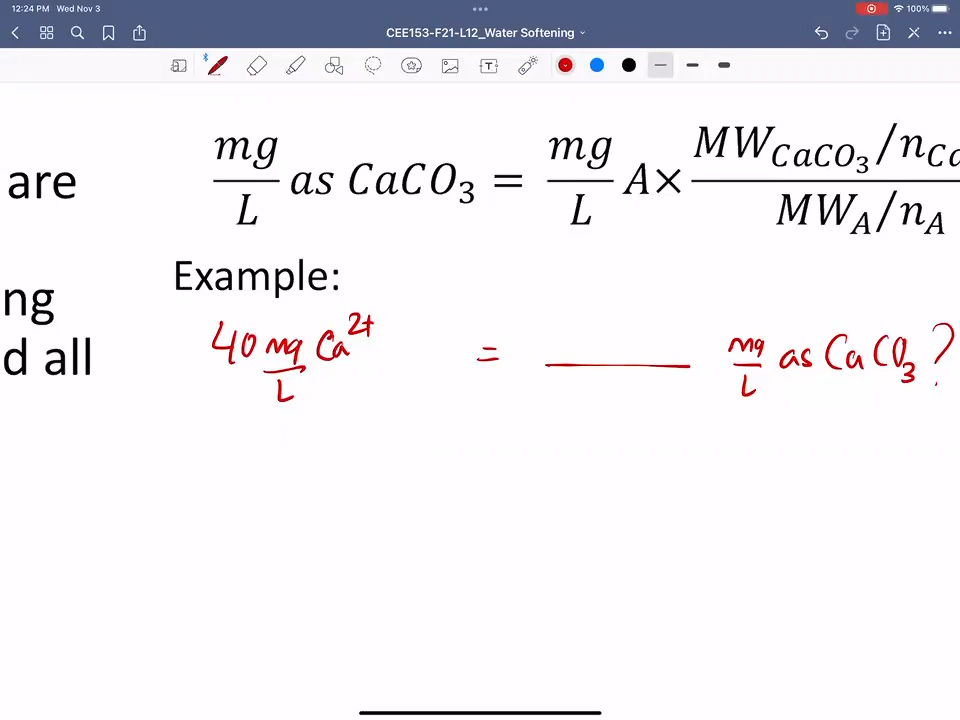 12:24 PM Wed Nov 3
100%
CEE153-F21-L12_Water Softening
are
mg/L as CaCO₃ = mg/L A× MW_CaCO₃/n_Ca / MW_A/n_A
Example:
ng
d all
40 mg/L Ca²⁺ = ______ mg/L as CaCO₃?